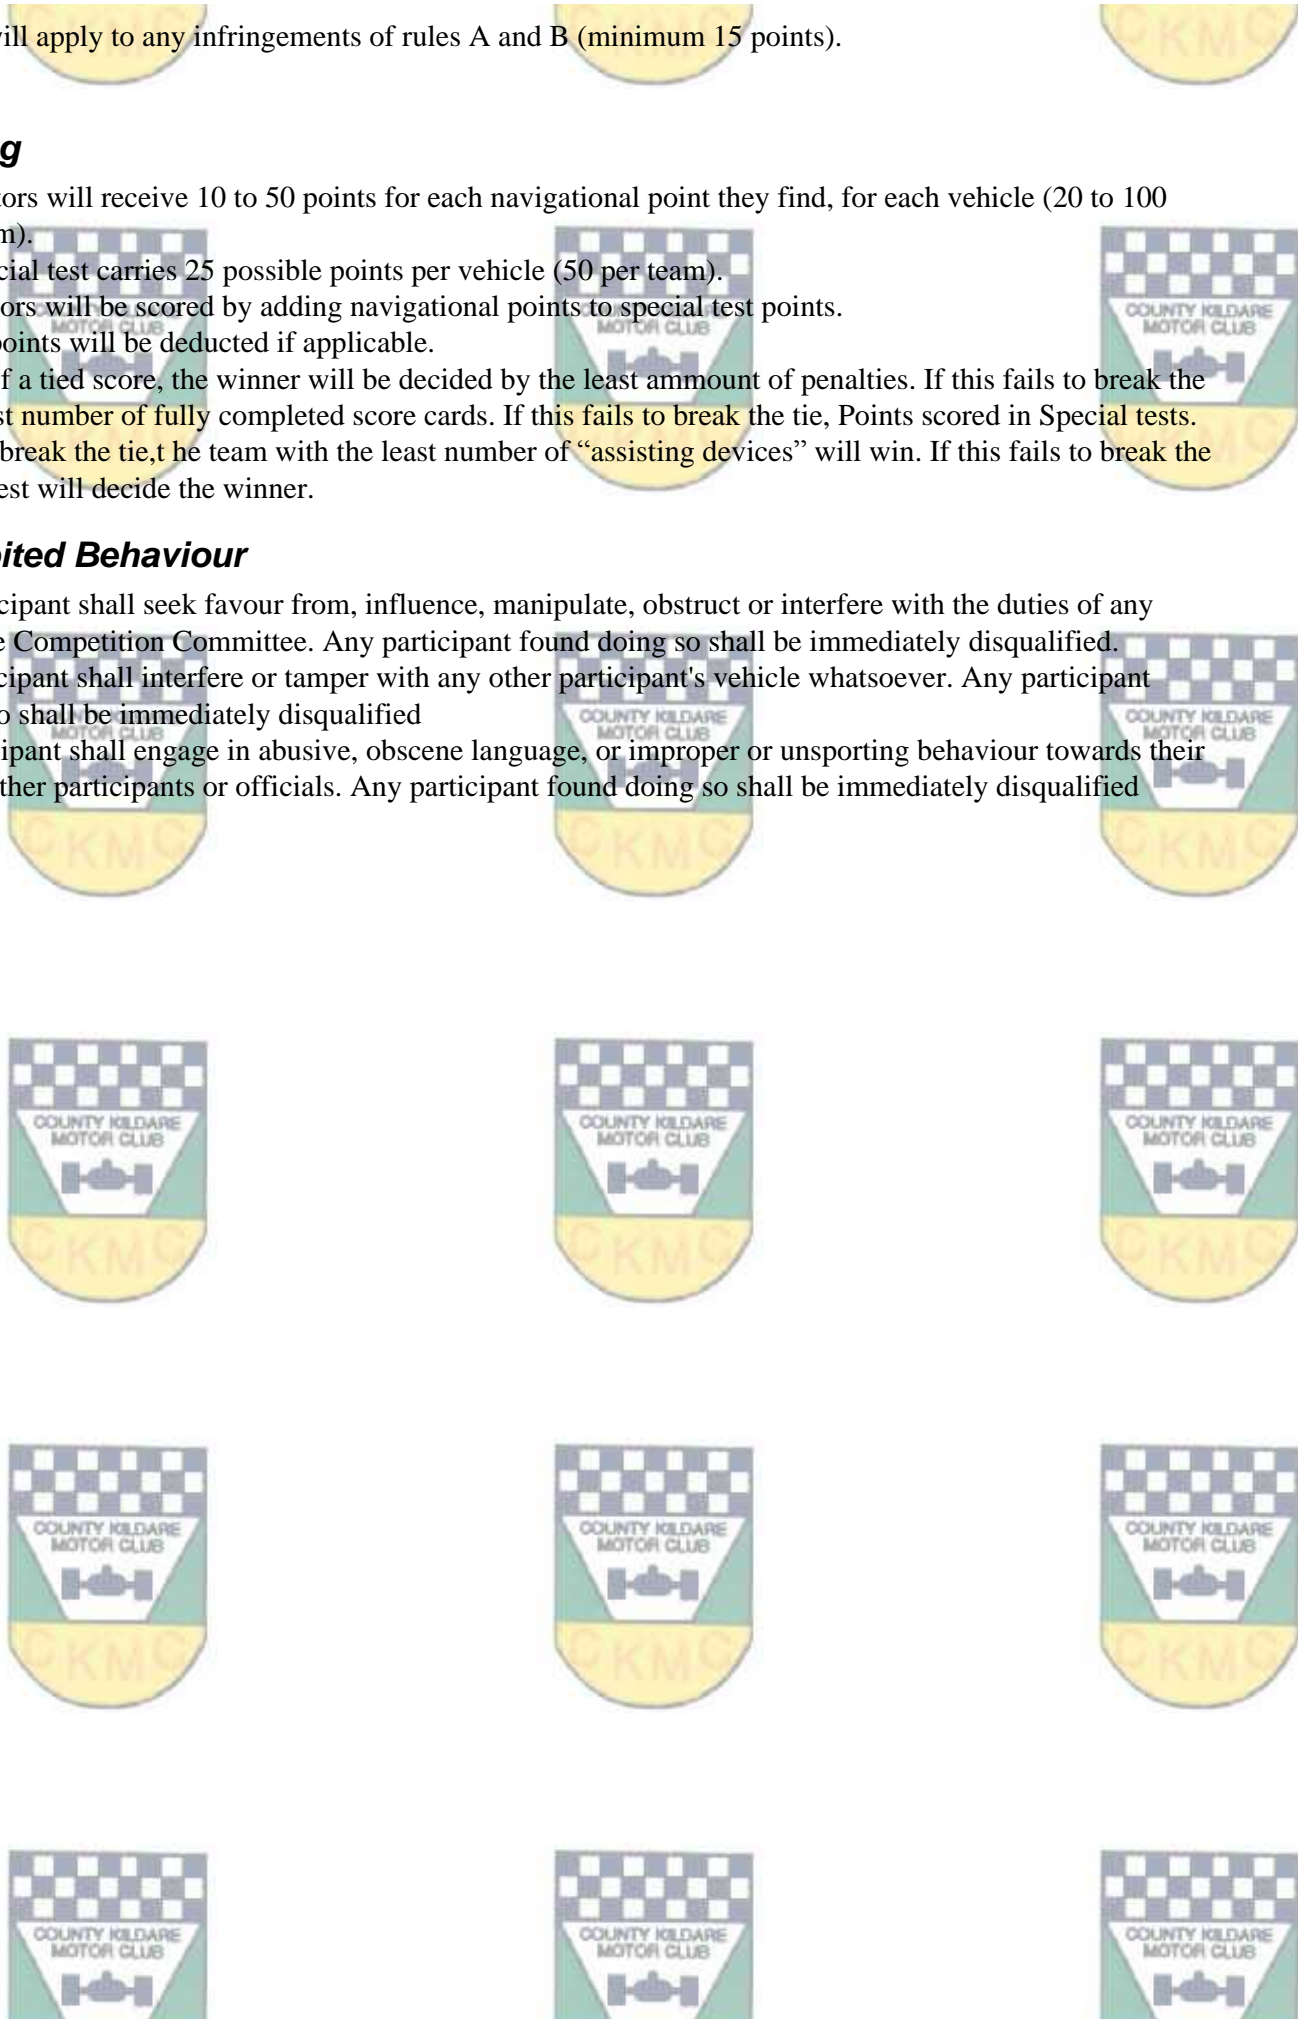 vill apply to any infringements of rules A and B (minimum 15 points).
g
tors will receive 10 to 50 points for each navigational point they find, for each vehicle (20 to 100
m).
cial test carries 25 possible points per vehicle (50 per team).
ors will be scored by adding navigational points to special test points.
points will be deducted if applicable.
f a tied score, the winner will be decided by the least ammount of penalties. If this fails to break the
st number of fully completed score cards. If this fails to break the tie, Points scored in Special tests.
break the tie,t he team with the least number of “assisting devices” will win. If this fails to break the
est will decide the winner.
bited Behaviour
cipant shall seek favour from, influence, manipulate, obstruct or interfere with the duties of any
e Competition Committee. Any participant found doing so shall be immediately disqualified.
cipant shall interfere or tamper with any other participant's vehicle whatsoever. Any participant
o shall be immediately disqualified
cipant shall engage in abusive, obscene language, or improper or unsporting behaviour towards their
ther participants or officials. Any participant found doing so shall be immediately disqualified
COUNTY KILDARE
MOTOR CLUB
CKMC